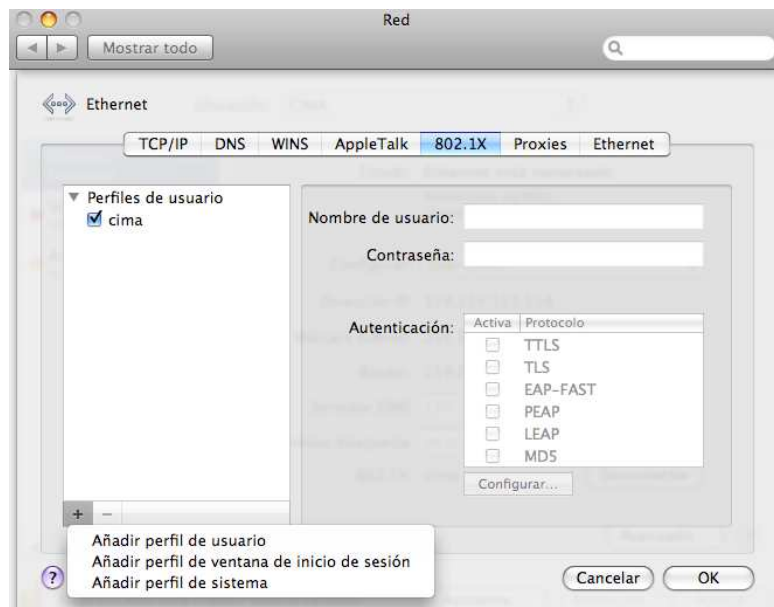 Red
Mostrar todo
Ethernet
TCP/IP DNS WINS AppleTalk 802.1X Proxies Ethernet
Perfiles de usuario
cima
Nombre de usuario:
Contraseña:
Autenticación:
Activa Protocolo
TTLS
TLS
EAP-FAST
PEAP
LEAP
MD5
Configurar...
+ −
Añadir perfil de usuario
Añadir perfil de ventana de inicio de sesión
Añadir perfil de sistema
?
Cancelar OK